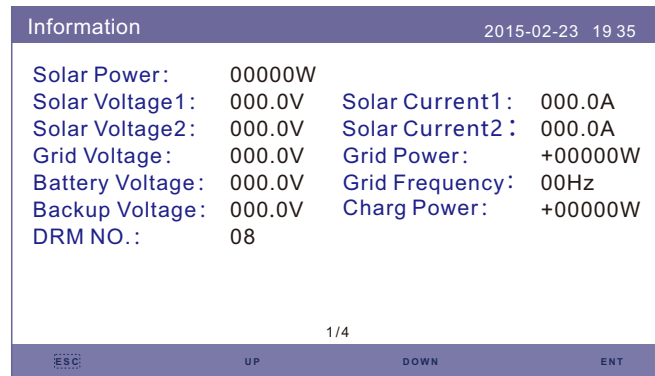 Information 2015-02-23 19 35
Solar Power: 00000W
Solar Voltage1: 000.0V Solar Current1: 000.0A
Solar Voltage2: 000.0V Solar Current2: 000.0A
Grid Voltage: 000.0V Grid Power: +00000W
Battery Voltage: 000.0V Grid Frequency: 00Hz
Backup Voltage: 000.0V Charg Power: +00000W
DRM NO.: 08
1/4
ESC UP DOWN ENT